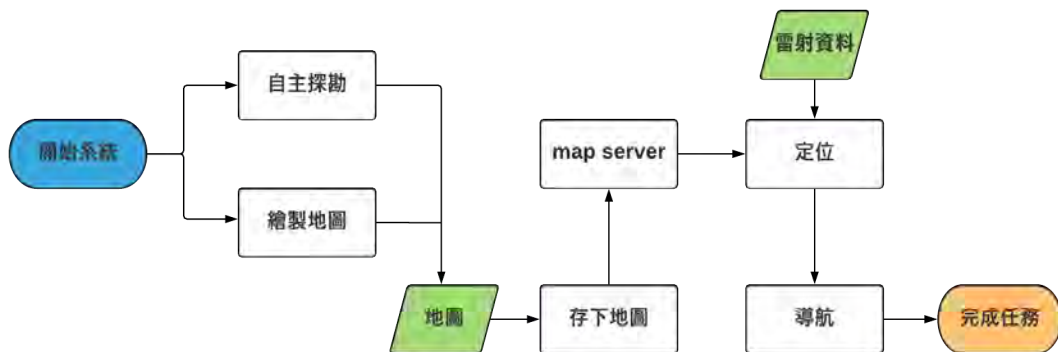 開始系統
自主探勘
繪製地圖
地圖
存下地圖
map server
雷射資料
定位
導航
完成任務